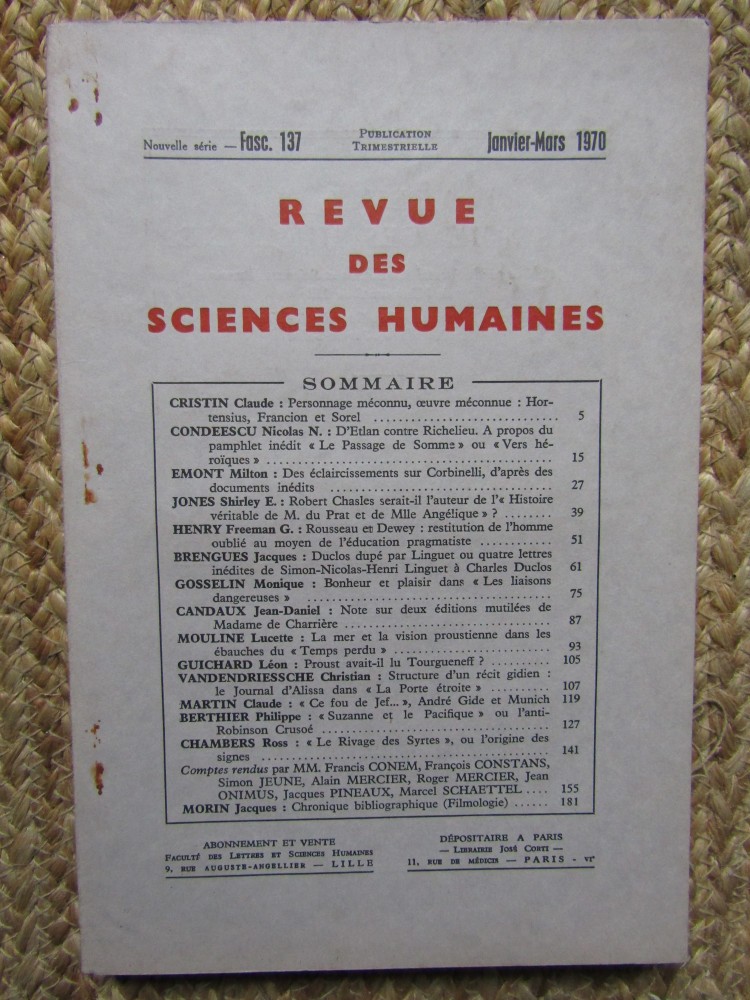 Nouvelle série — Fasc. 137
PUBLICATION
TRIMESTRIELLE
Janvier-Mars 1970
REVUE
DES
SCIENCES HUMAINES
SOMMAIRE
CRISTIN Claude : Personnage méconnu, œuvre méconnue : Hor-
tensius, Francion et Sorel .............................. 5
CONDEESCU Nicolas N. : D'Etlan contre Richelieu. A propos du
pamphlet inédit « Le Passage de Somme » ou « Vers hé-
roïques » .............................. 15
EMONT Milton : Des éclaircissements sur Corbinelli, d'après des
documents inédits .............................. 27
JONES Shirley E. : Robert Chasles serait-il l'auteur de l'« Histoire
véritable de M. du Prat et de Mlle Angélique » ? ........ 39
HENRY Freeman G. : Rousseau et Dewey : restitution de l'homme
oublié au moyen de l'éducation pragmatiste ............ 51
BRENGUES Jacques : Duclos dupé par Linguet ou quatre lettres
inédites de Simon-Nicolas-Henri Linguet à Charles Duclos 61
GOSSELIN Monique : Bonheur et plaisir dans « Les liaisons
dangereuses » .............................. 75
CANDAUX Jean-Daniel : Note sur deux éditions mutilées de
Madame de Charrière .............................. 87
MOULINE Lucette : La mer et la vision proustienne dans les
ébauches du « Temps perdu » .............................. 93
GUICHARD Léon : Proust avait-il lu Tourgueneff ? .......... 105
VANDENDRIESSCHE Christian : Structure d'un récit gidien :
le Journal d'Alissa dans « La Porte étroite » .......... 107
MARTIN Claude : « Ce fou de Jef... », André Gide et Munich 119
BERTHIER Philippe : « Suzanne et le Pacifique » ou l'anti-
Robinson Crusoé .............................. 127
CHAMBERS Ross : « Le Rivage des Syrtes », ou l'origine des
signes .............................. 141
Comptes rendus par MM. Francis CONEM, François CONSTANS,
Simon JEUNE, Alain MERCIER, Roger MERCIER, Jean
ONIMUS, Jacques PINEAUX, Marcel SCHAETTEL .... 155
MORIN Jacques : Chronique bibliographique (Filmologie) ...... 181
ABONNEMENT ET VENTE
FACULTÉ DES LETTRES ET SCIENCES HUMAINES
9, RUE AUGUSTE-ANGELLIER — LILLE
DÉPOSITAIRE A PARIS
— LIBRAIRIE JOSÉ CORTI —
11, RUE DE MÉDICIS — PARIS - VIe